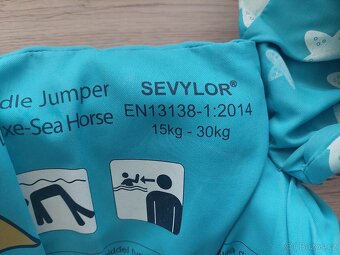 dle Jumper
xe-Sea Horse
SEVYLOR®
EN13138-1:2014
15kg - 30kg